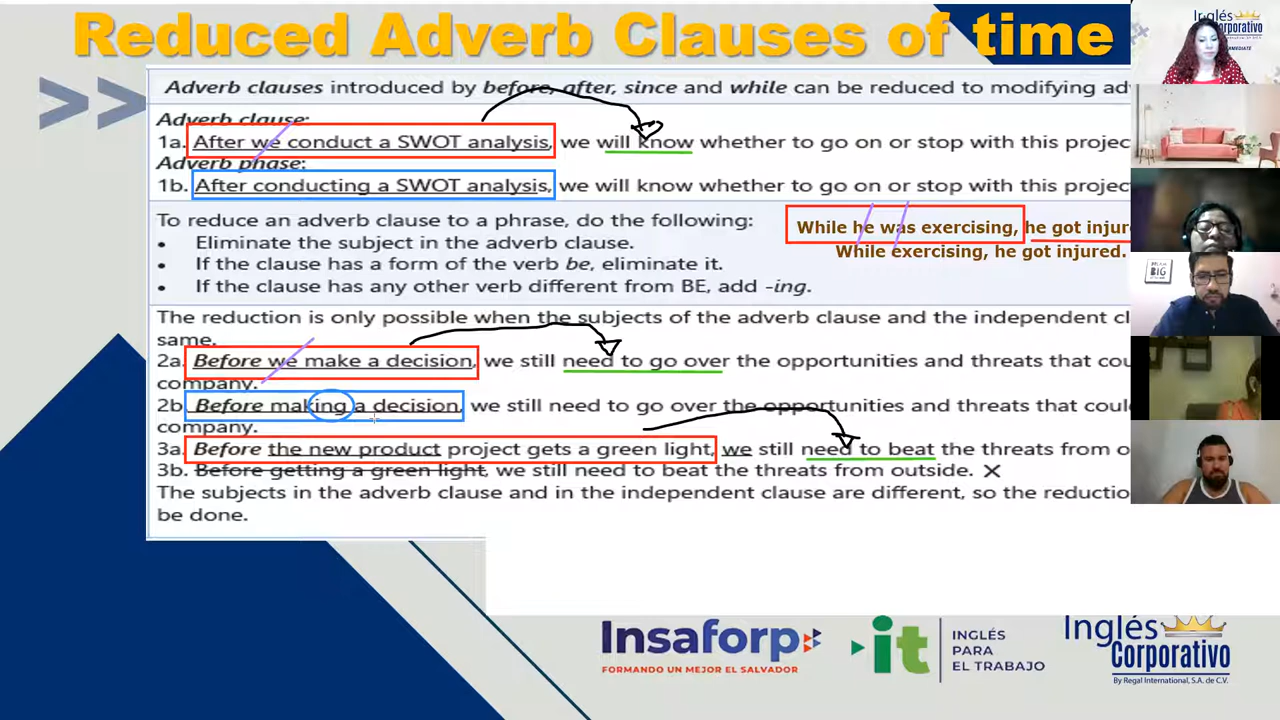 Reduced Adverb Clauses of time
Adverb clauses introduced by before, after, since and while can be reduced to modifying
Adverb clause:
1a. After we conduct a SWOT analysis, we will know whether to go on or stop with this
Adverb phase:
1b. After conducting a SWOT analysis, we will know whether to go on or stop with this
To reduce an adverb clause to a phrase, do the following:
• Eliminate the subject in the adverb clause.
• If the clause has a form of the verb be, eliminate it.
• If the clause has any other verb different from BE, add -ing.
While he was exercising, he got
While exercising, he got injured.
The reduction is only possible when the subjects of the adverb clause and the independent
same.
2a. Before we make a decision, we still need to go over the opportunities and threats that
company.
2b. Before making a decision, we still need to go over the opportunities and threats that
company.
3a. Before the new product project gets a green light, we still need to beat the threats from
3b. Before getting a green light, we still need to beat the threats from outside. X
The subjects in the adverb clause and in the independent clause are different, so the
be done.
Insaforp
FORMANDO UN MEJOR EL SALVADOR
it
INGLÉS
PARA
EL TRABAJO
Inglés
Corporativo
By Regal International, S.A. de C.V.
Inglés
Corporativo
BIG